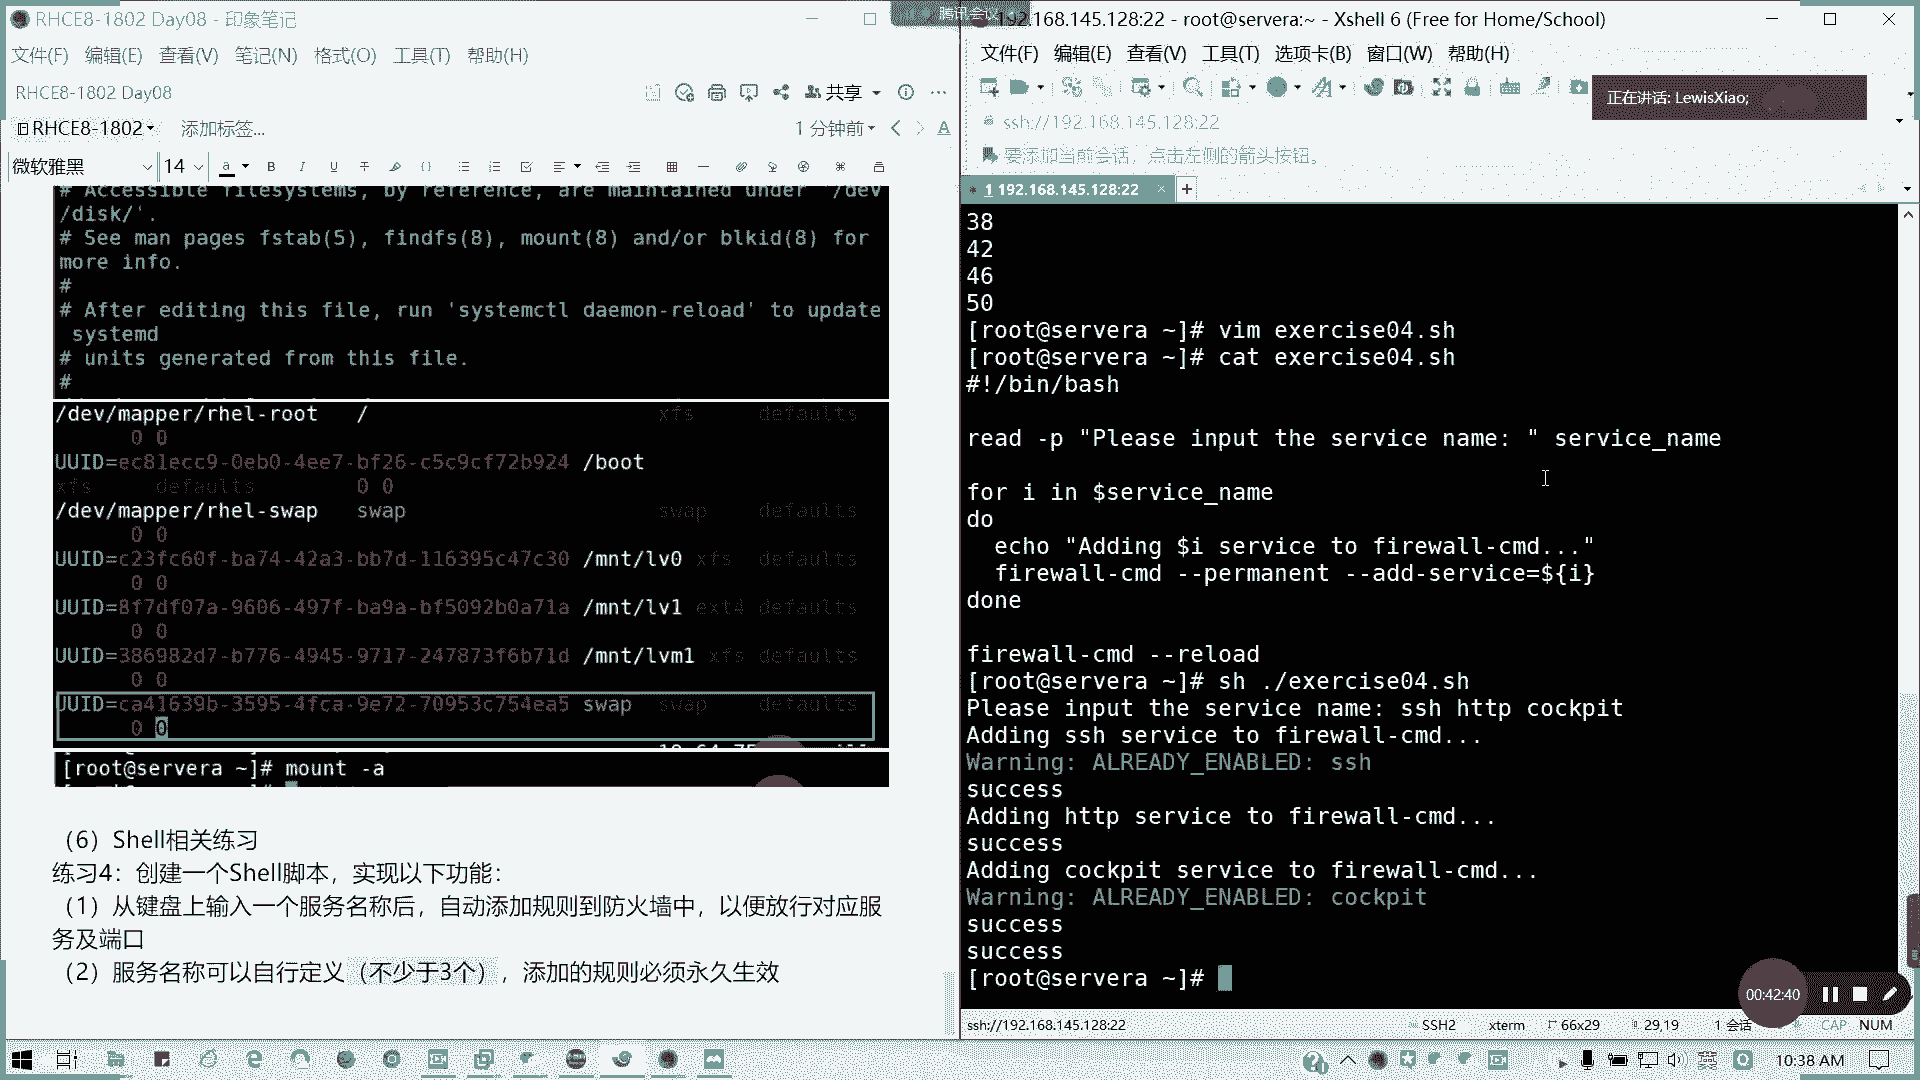 RHCE8-1802 Day08 - 印象笔记
文件(F) 编辑(E) 查看(V) 笔记(N) 格式(O) 工具(T) 帮助(H)
RHCE8-1802 Day08
共享
RHCE8-1802
添加标签...
1 分钟前
微软雅黑
14
# Accessible filesystems, by reference, are maintained under '/dev
/disk/'.
# See man pages fstab(5), findfs(8), mount(8) and/or blkid(8) for
more info.
#
# After editing this file, run 'systemctl daemon-reload' to update
systemd
# units generated from this file.
#
/dev/mapper/rhel-root / xfs defaults
0 0
UUID=ec81ecc9-0eb0-4ee7-bf26-c5c9cf72b924 /boot
xfs defaults 0 0
/dev/mapper/rhel-swap swap swap defaults
0 0
UUID=c23fc60f-ba74-42a3-bb7d-116395c47c30 /mnt/lv0 xfs defaults
0 0
UUID=8f7df07a-9606-497f-ba9a-bf5092b0a71a /mnt/lv1 ext4 defaults
0 0
UUID=386982d7-b776-4945-9717-247873f6b71d /mnt/lvm1 xfs defaults
0 0
UUID=ca41639b-3595-4fca-9e72-70953c754ea5 swap swap defaults
0 0
[root@servera ~]# mount -a
（6）Shell相关练习
练习4：创建一个Shell脚本，实现以下功能：
（1）从键盘上输入一个服务名称后，自动添加规则到防火墙中，以便放行对应服
务及端口
（2）服务名称可以自行定义（不少于3个），添加的规则必须永久生效
腾讯会议
192.168.145.128:22 - root@servera:~ - Xshell 6 (Free for Home/School)
文件(F) 编辑(E) 查看(V) 工具(T) 选项卡(B) 窗口(W) 帮助(H)
正在讲话: LewisXiao;
ssh://192.168.145.128:22
要添加当前会话，点击左侧的箭头按钮。
1 192.168.145.128:22
38
42
46
50
[root@servera ~]# vim exercise04.sh
[root@servera ~]# cat exercise04.sh
#!/bin/bash
read -p "Please input the service name: " service_name
for i in $service_name
do
echo "Adding $i service to firewall-cmd..."
firewall-cmd --permanent --add-service=${i}
done
firewall-cmd --reload
[root@servera ~]# sh ./exercise04.sh
Please input the service name: ssh http cockpit
Adding ssh service to firewall-cmd...
Warning: ALREADY_ENABLED: ssh
success
Adding http service to firewall-cmd...
success
Adding cockpit service to firewall-cmd...
Warning: ALREADY_ENABLED: cockpit
success
success
[root@servera ~]#
00:42:40
ssh://192.168.145.128:22 SSH2 xterm 66x29 29,19 1 会话 CAP NUM
英
10:38 AM